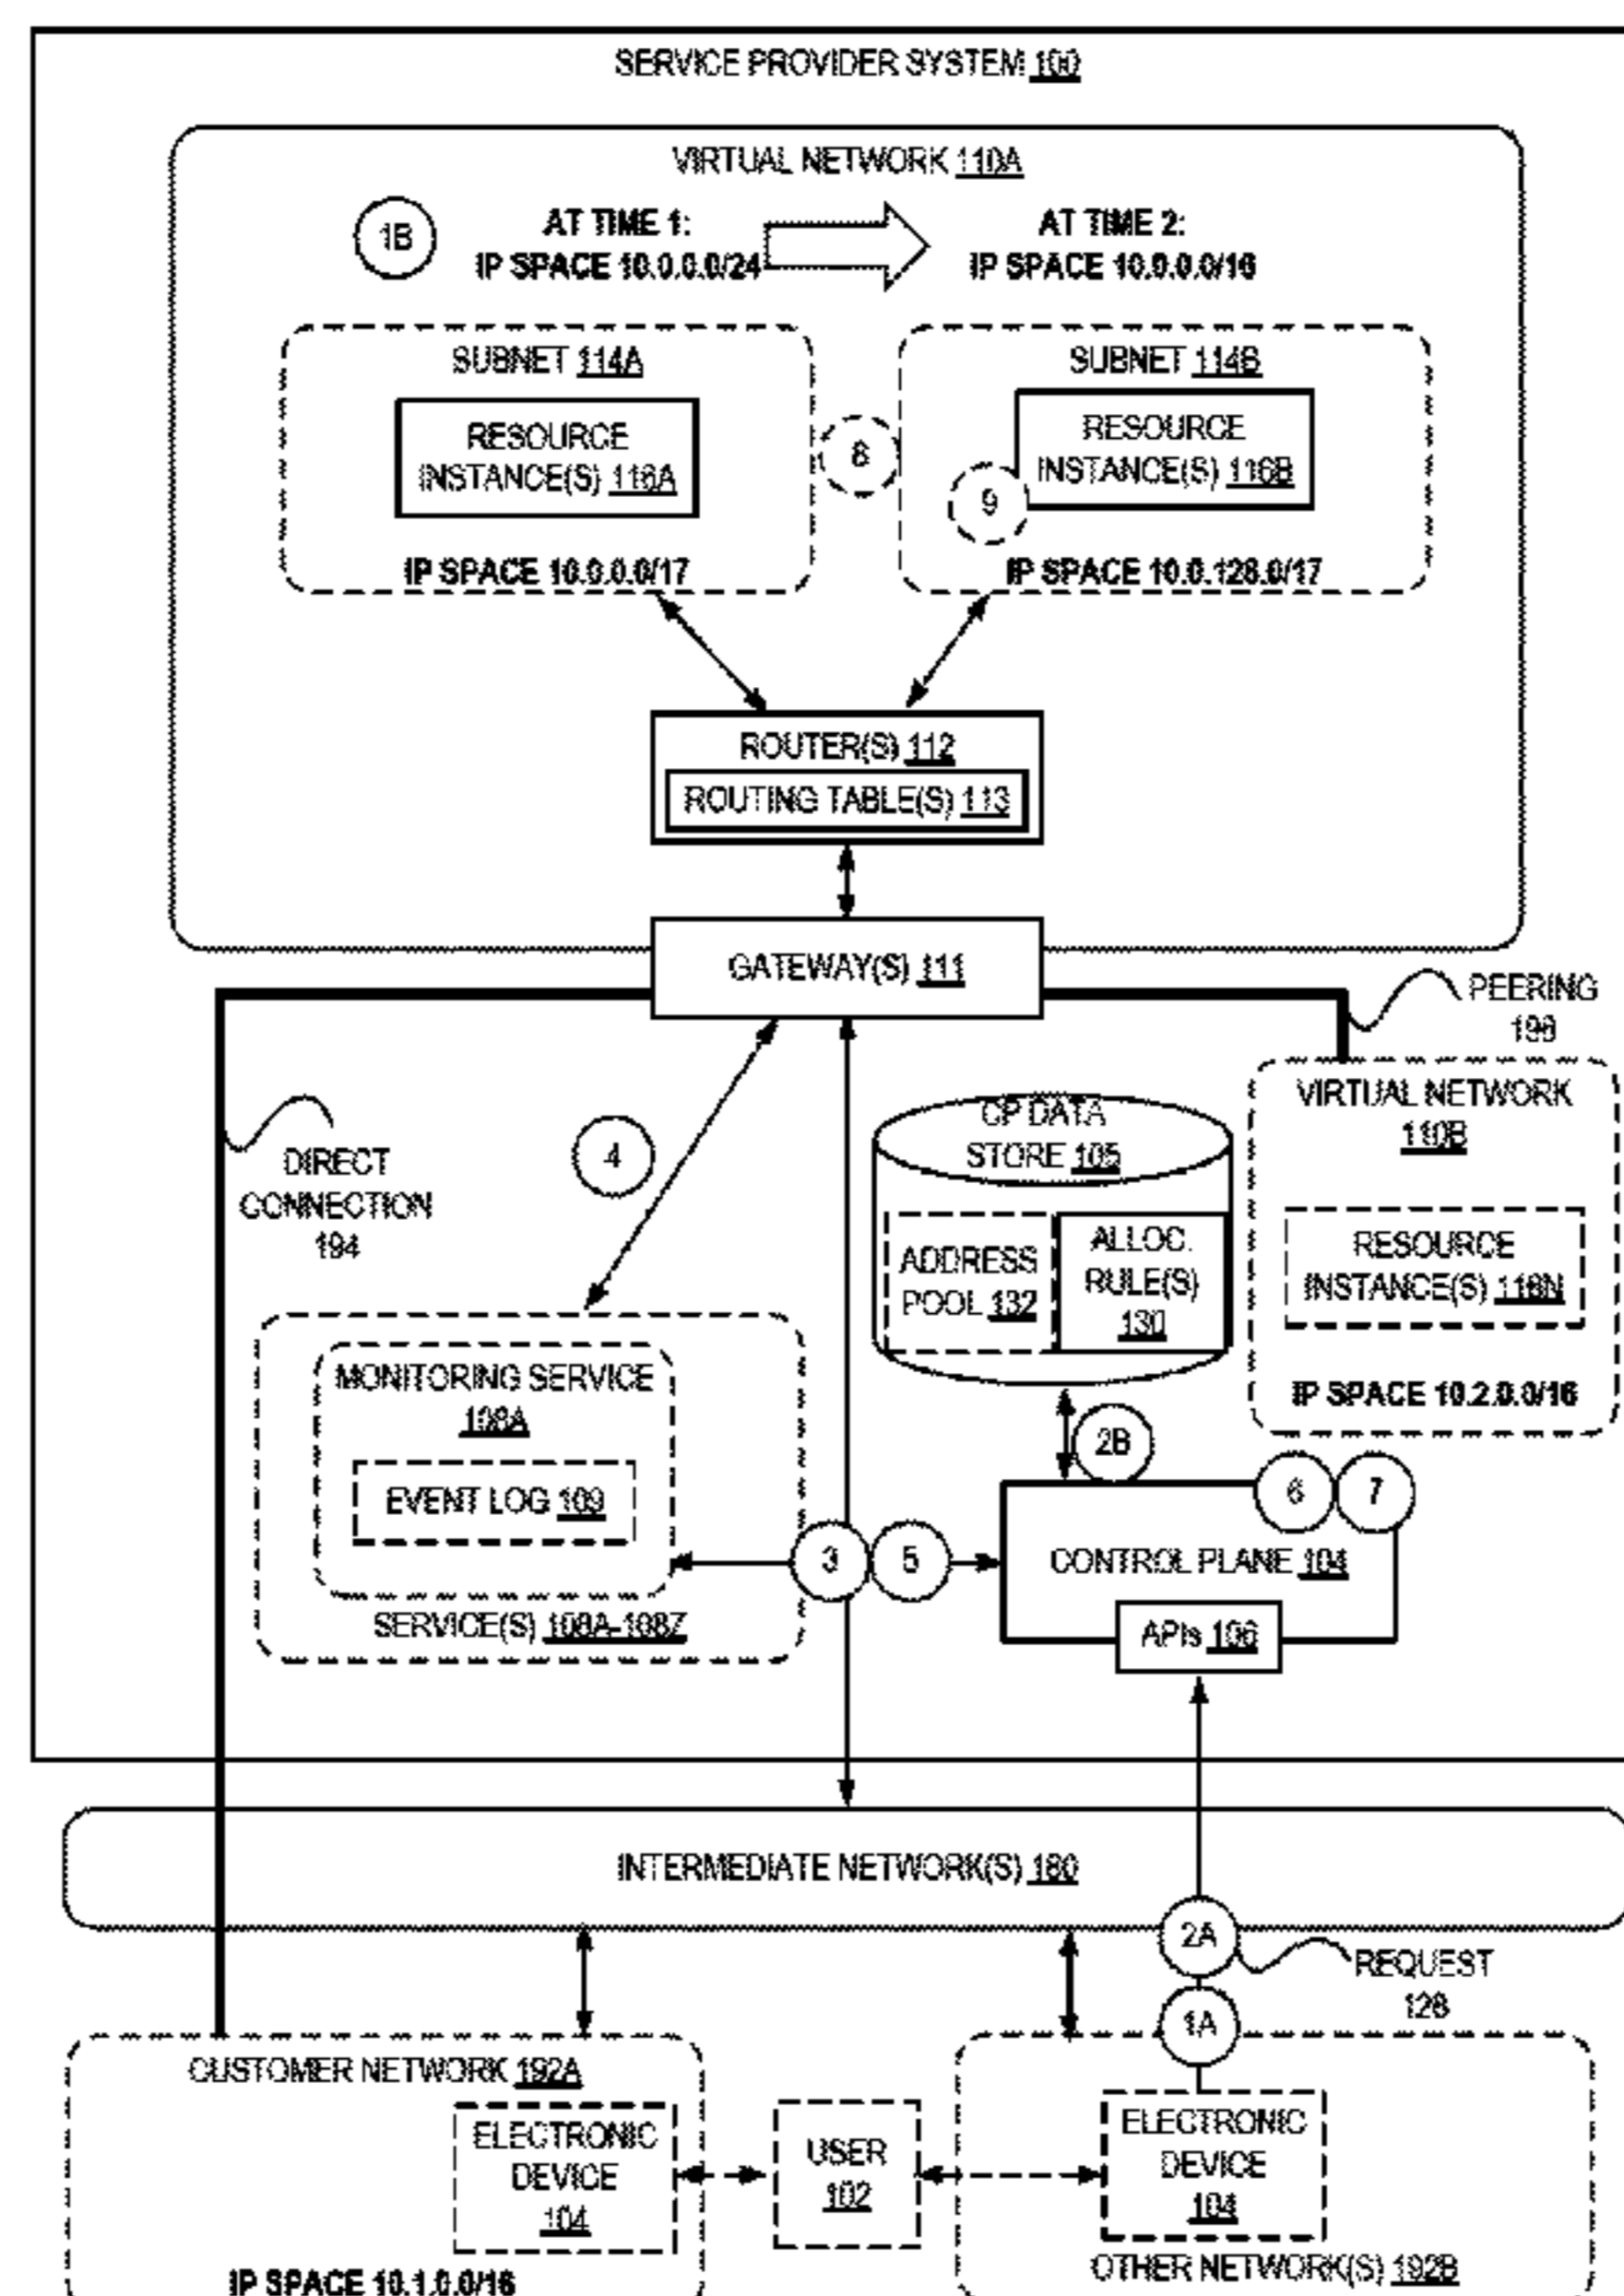 SERVICE PROVIDER SYSTEM 100
VIRTUAL NETWORK 110A
1B
AT TIME 1:
IP SPACE 10.0.0.0/24
AT TIME 2:
IP SPACE 10.0.0.0/16
SUBNET 114A
RESOURCE
INSTANCE(S) 116A
IP SPACE 10.0.0.0/17
8
SUBNET 114B
RESOURCE
INSTANCE(S) 116B
9
IP SPACE 10.0.128.0/17
ROUTER(S) 112
ROUTING TABLE(S) 113
GATEWAY(S) 111
PEERING
196
DIRECT
CONNECTION
194
4
CP DATA
STORE 105
ADDRESS
POOL 132
ALLOC.
RULE(S)
130
VIRTUAL NETWORK
110B
RESOURCE
INSTANCE(S) 116N
IP SPACE 10.2.0.0/16
MONITORING SERVICE
108A
EVENT LOG 109
SERVICE(S) 108A-108Z
2B
6
7
3
5
CONTROL PLANE 104
APIs 106
INTERMEDIATE NETWORK(S) 180
2A
REQUEST
128
1A
CUSTOMER NETWORK 192A
ELECTRONIC
DEVICE
104
IP SPACE 10.1.0.0/16
USER
102
ELECTRONIC
DEVICE
104
OTHER NETWORK(S) 192B